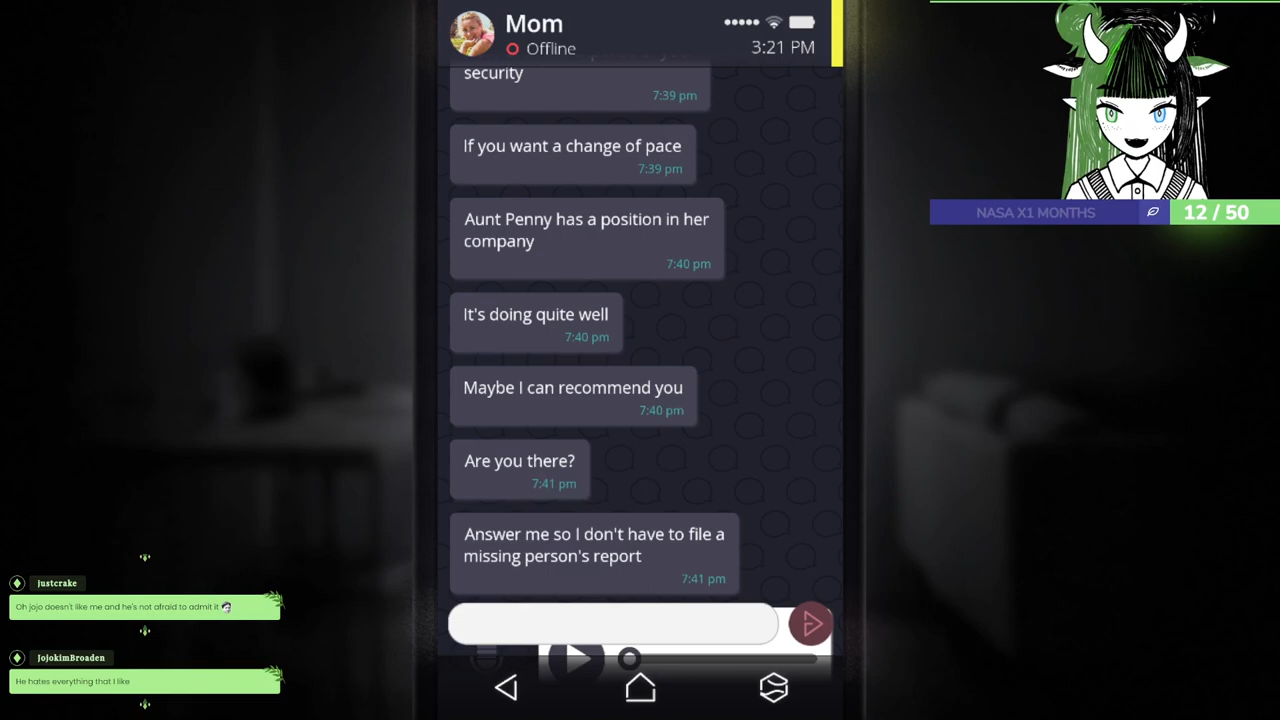 Mom
Offline
3:21 PM
security
7:39 pm
If you want a change of pace
7:39 pm
Aunt Penny has a position in her
company
7:40 pm
It's doing quite well
7:40 pm
Maybe I can recommend you
7:40 pm
Are you there?
7:41 pm
Answer me so I don't have to file a
missing person's report
7:41 pm
NASA X1 MONTHS
12 / 50
Justcrake
Oh jojo doesn't like me and he's not afraid to admit it
JojokimBroaden
He hates everything that I like